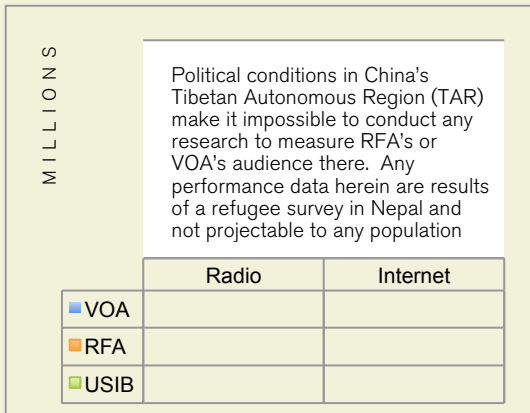 MILLIONS
Political conditions in China's
Tibetan Autonomous Region (TAR)
make it impossible to conduct any
research to measure RFA's or
VOA's audience there.  Any
performance data herein are results
of a refugee survey in Nepal and
not projectable to any population
Radio Internet
VOA
RFA
USIB